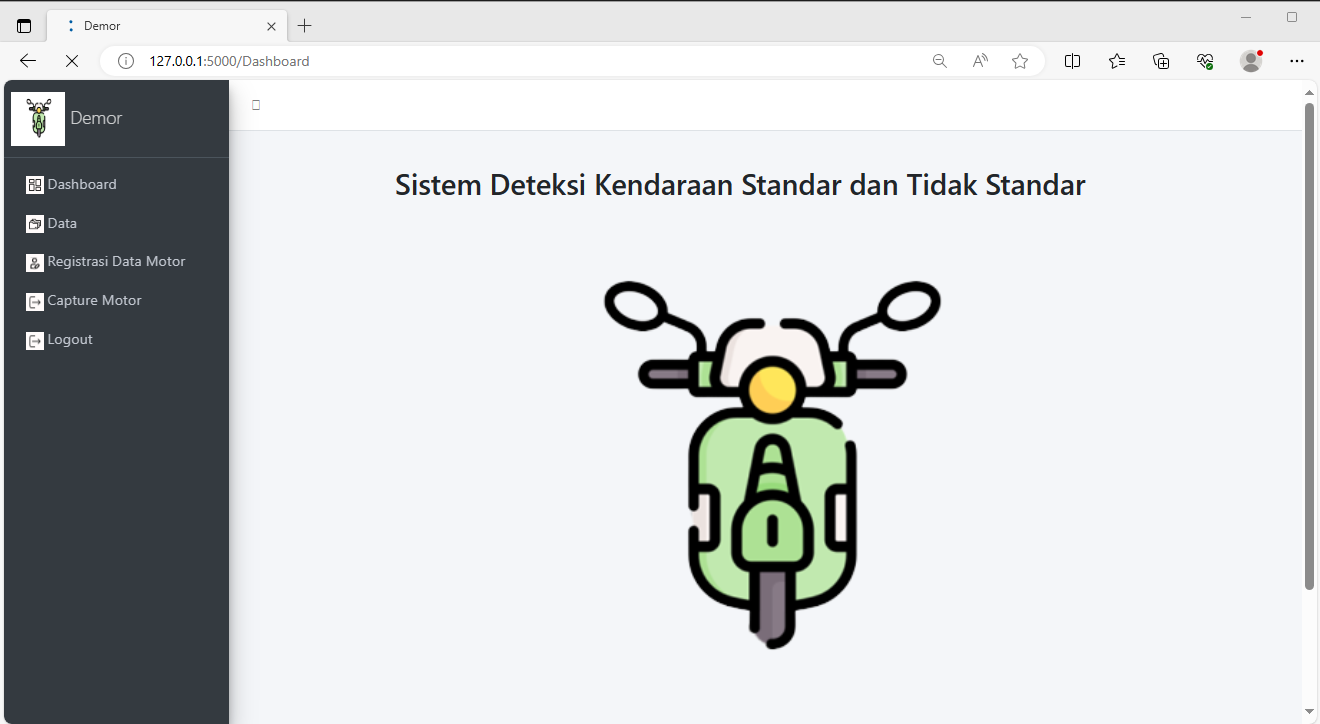 Demor
127.0.0.1:5000/Dashboard
Demor
Sistem Deteksi Kendaraan Standar dan Tidak Standar
Dashboard
Data
Registrasi Data Motor
Capture Motor
Logout